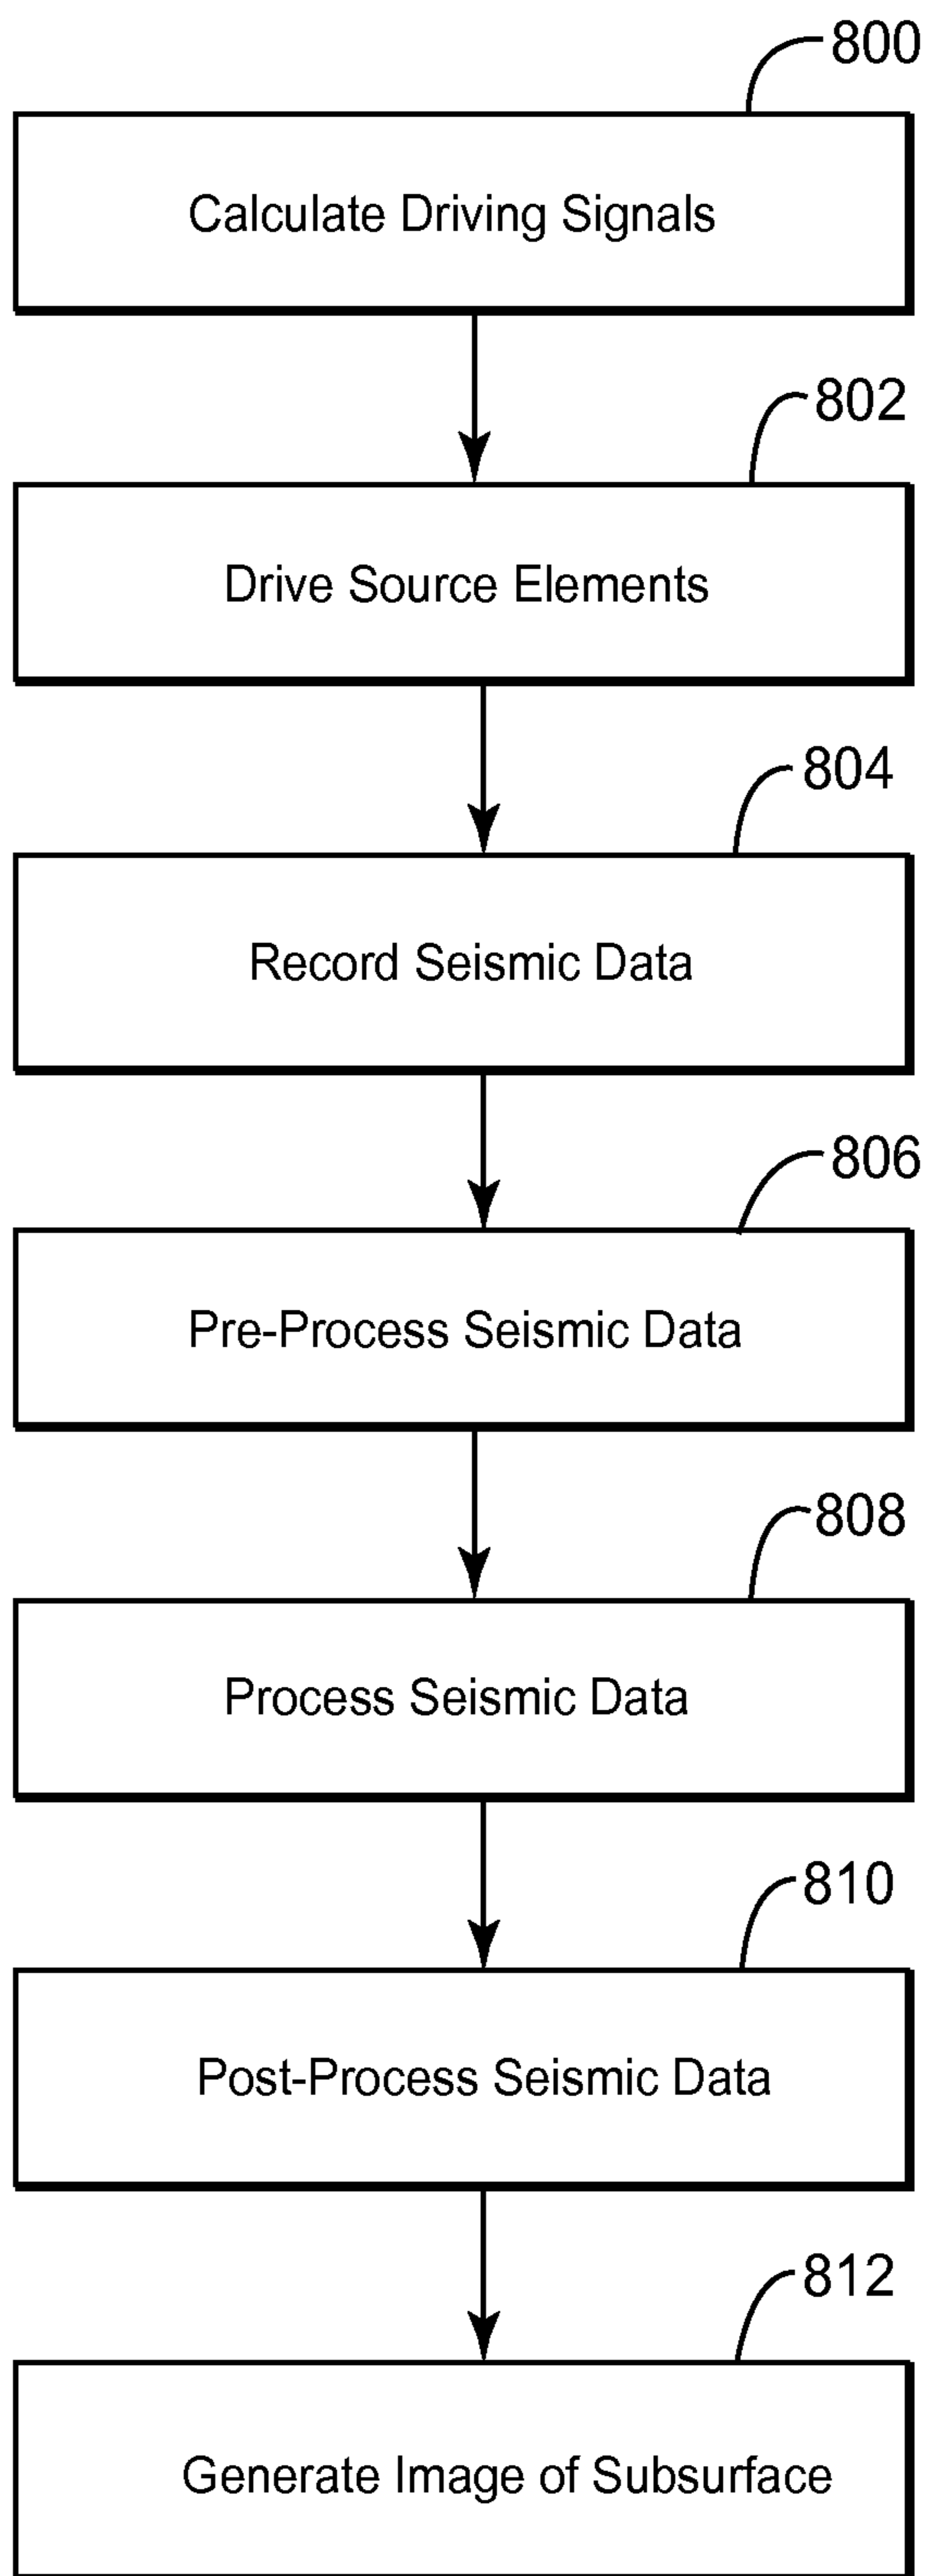 800
Calculate Driving Signals
802
Drive Source Elements
804
Record Seismic Data
806
Pre-Process Seismic Data
808
Process Seismic Data
810
Post-Process Seismic Data
812
Generate Image of Subsurface